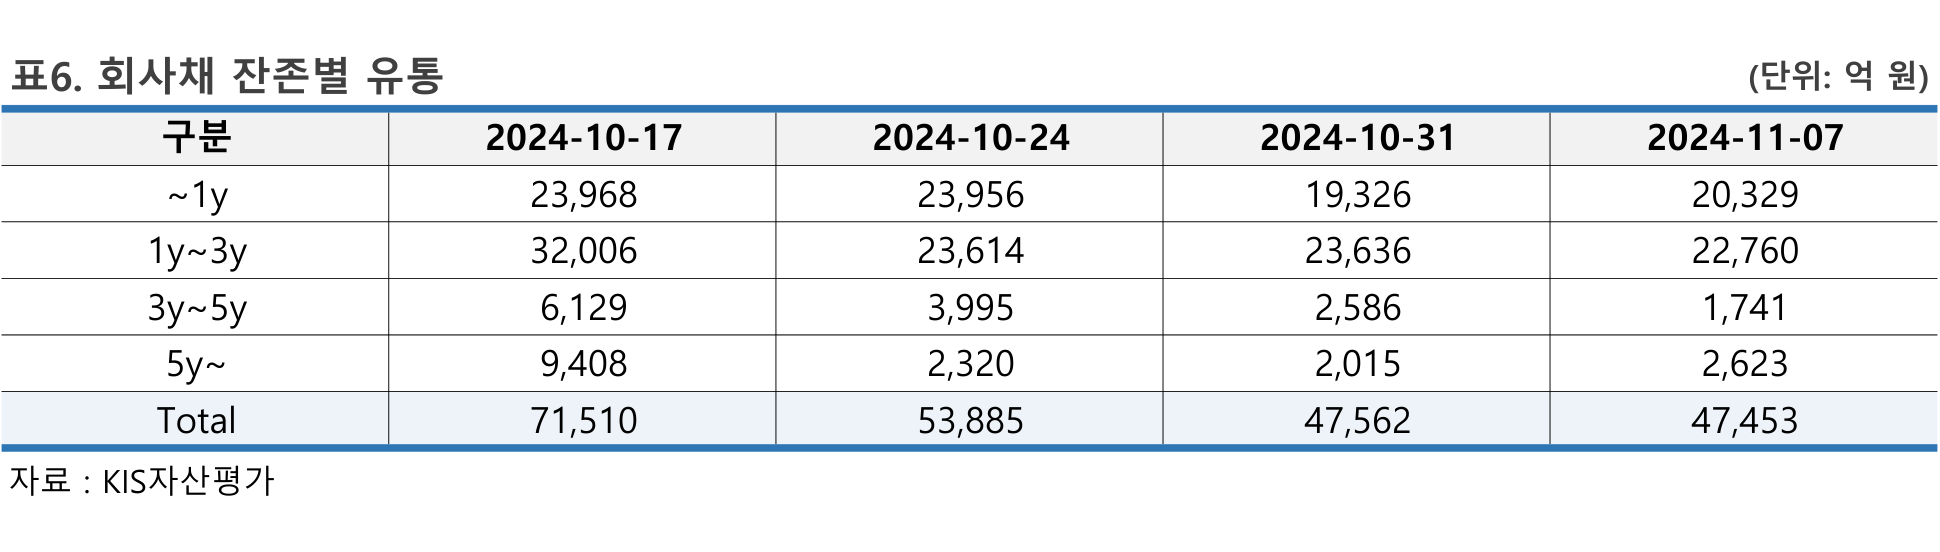 표6. 회사채 잔존별 유통 (단위: 억 원)
구분 2024-10-17 2024-10-24 2024-10-31 2024-11-07
~1y 23,968 23,956 19,326 20,329
1y~3y 32,006 23,614 23,636 22,760
3y~5y 6,129 3,995 2,586 1,741
5y~ 9,408 2,320 2,015 2,623
Total 71,510 53,885 47,562 47,453
자료 : KIS자산평가